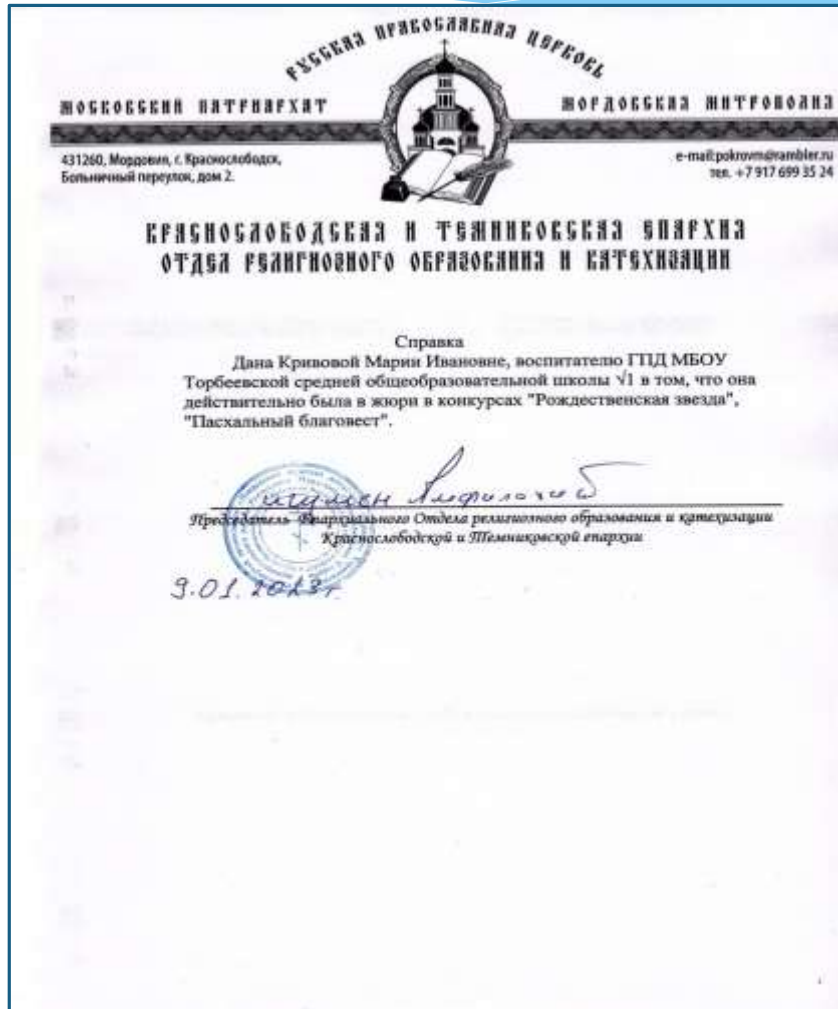 РУССКАЯ ПРАВОСЛАВНАЯ ЦЕРКОВЬ
МОСКОВСКИЙ ПАТРИАРХАТ
МОРДОВСКАЯ МИТРОПОЛИЯ
431260, Мордовия, г. Краснослободск,
Больничный переулок, дом 2.
e-mail:pokrovm@rambler.ru
тел. +7 917 699 35 24
КРАСНОСЛОБОДСКАЯ И ТЕМНИКОВСКАЯ ЕПАРХИЯ
ОТДЕЛ РЕЛИГИОЗНОГО ОБРАЗОВАНИЯ И КАТЕХИЗАЦИИ
Справка
Дана Кривовой Марии Ивановне, воспитателю ГПД МБОУ
Торбеевской средней общеобразовательной школы √1 в том, что она
действительно была в жюри в конкурсах "Рождественская звезда",
"Пасхальный благовест".
игумен Амфилохий
Председатель Епархиального Отдела религиозного образования и катехизации
Краснослободской и Темниковской епархии
9.01.2023г.